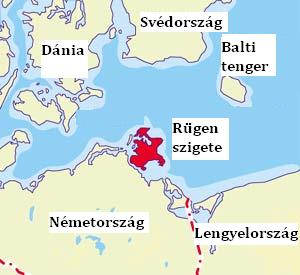 Svédország
Dánia
Balti
tenger
Rügen
szigete
Németország
Lengyelország